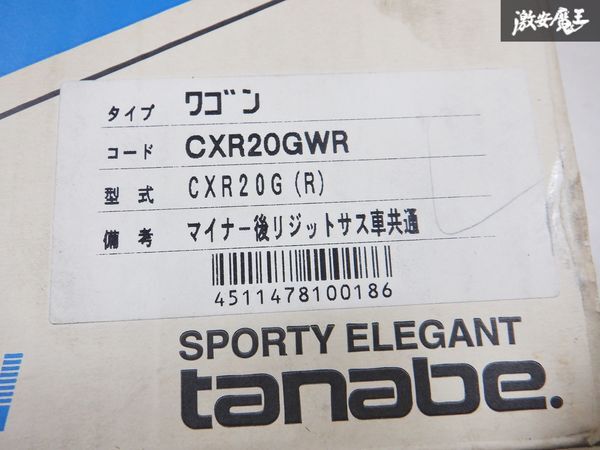 激安魔王
タイプ ワゴン
コード CXR20GWR
型式 CXR20G(R)
備考 マイナー後リジットサス車共通
4511478100186
SPORTY ELEGANT
tanabe.